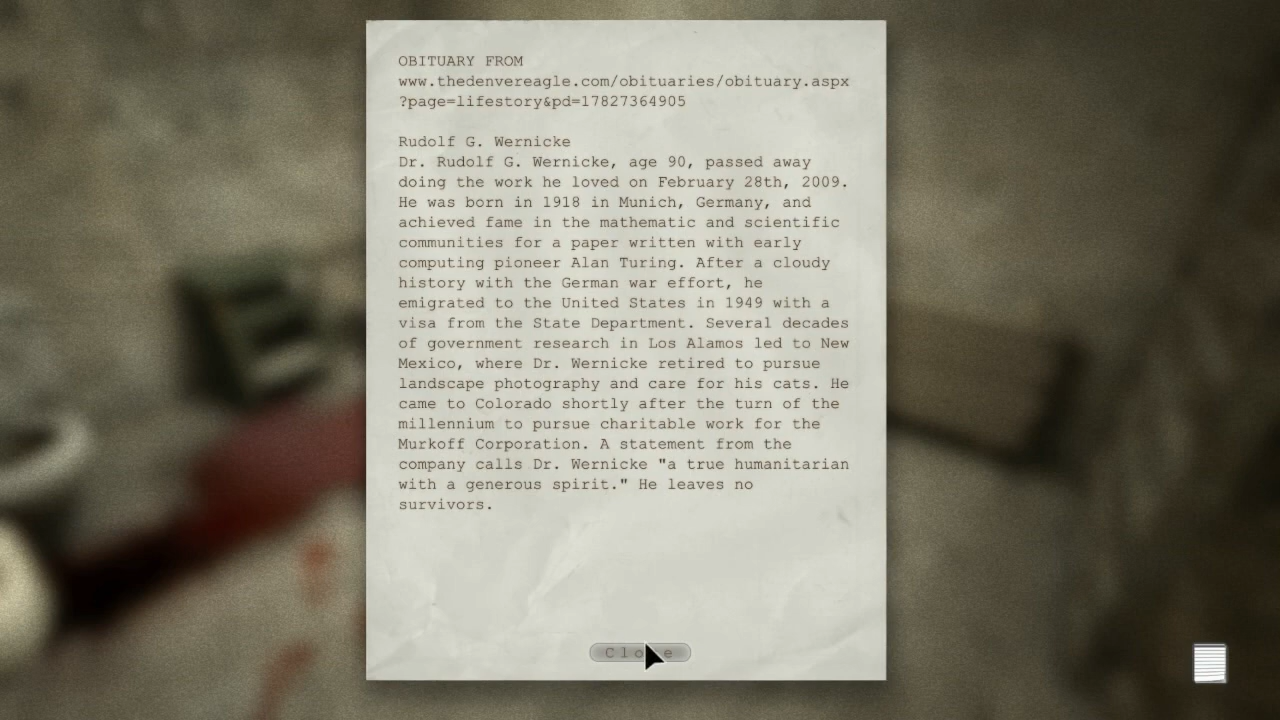 OBITUARY FROM
www.thedenvereagle.com/obituaries/obituary.aspx
?page=lifestory&pd=17827364905
Rudolf G. Wernicke
Dr. Rudolf G. Wernicke, age 90, passed away
doing the work he loved on February 28th, 2009.
He was born in 1918 in Munich, Germany, and
achieved fame in the mathematic and scientific
communities for a paper written with early
computing pioneer Alan Turing. After a cloudy
history with the German war effort, he
emigrated to the United States in 1949 with a
visa from the State Department. Several decades
of government research in Los Alamos led to New
Mexico, where Dr. Wernicke retired to pursue
landscape photography and care for his cats. He
came to Colorado shortly after the turn of the
millennium to pursue charitable work for the
Murkoff Corporation. A statement from the
company calls Dr. Wernicke "a true humanitarian
with a generous spirit." He leaves no
survivors.
Close